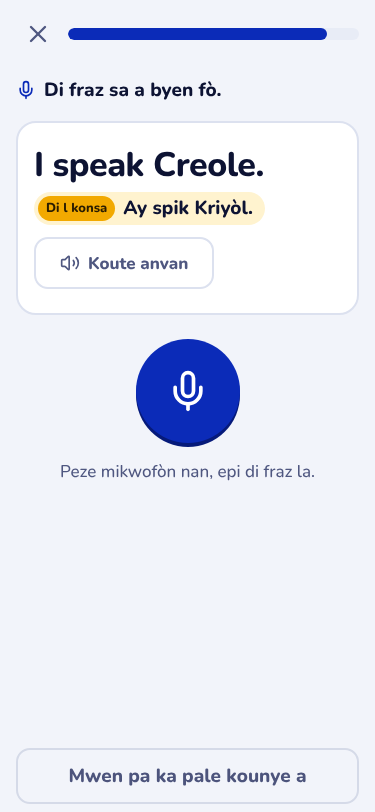 Di fraz sa a byen fò.
I speak Creole.
Di l konsa Ay spik Kriyòl.
Koute anvan
Peze mikwofòn nan, epi di fraz la.
Mwen pa ka pale kounye a